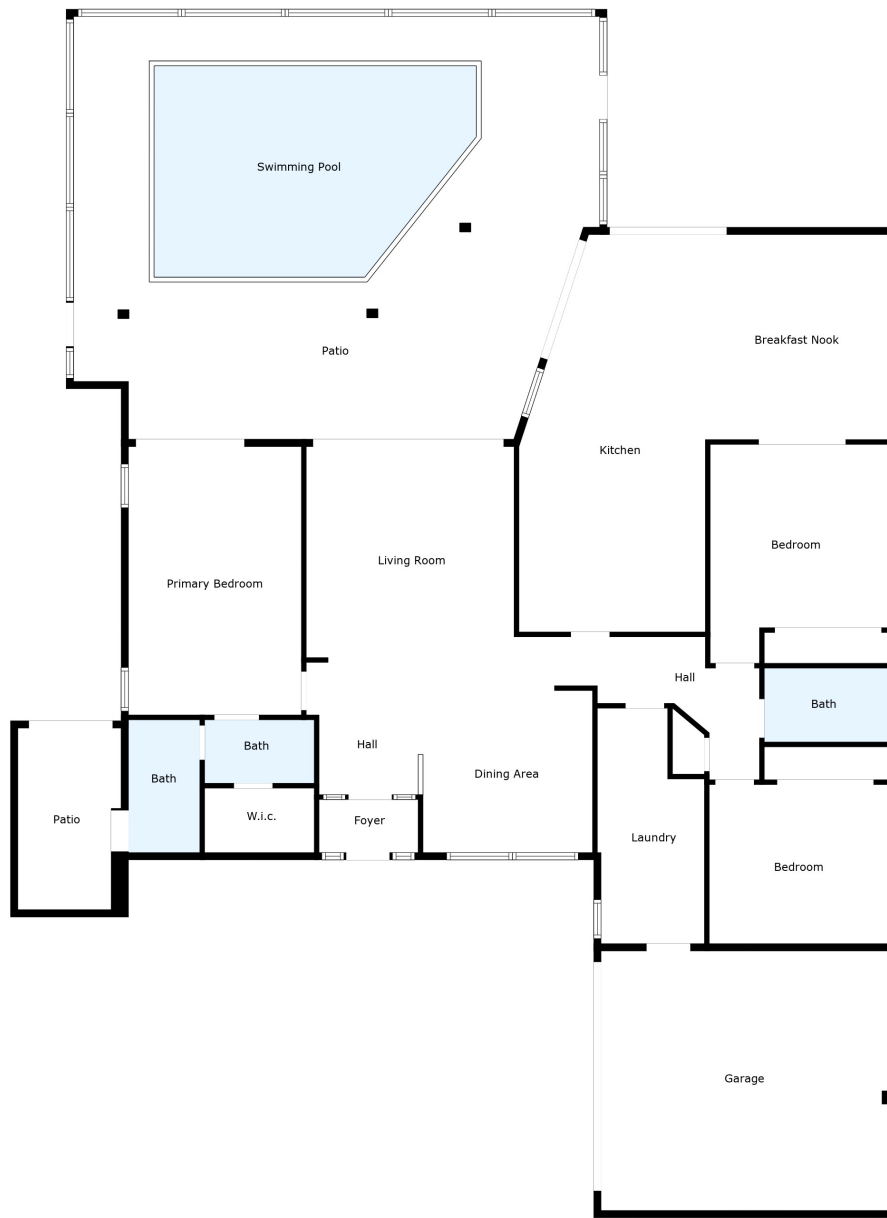 Swimming Pool
Breakfast Nook
Patio
Kitchen
Bedroom
Living Room
Primary Bedroom
Hall
Bath
Hall
Bath
Dining Area
Bath
W.i.c.
Patio
Foyer
Laundry
Bedroom
Garage